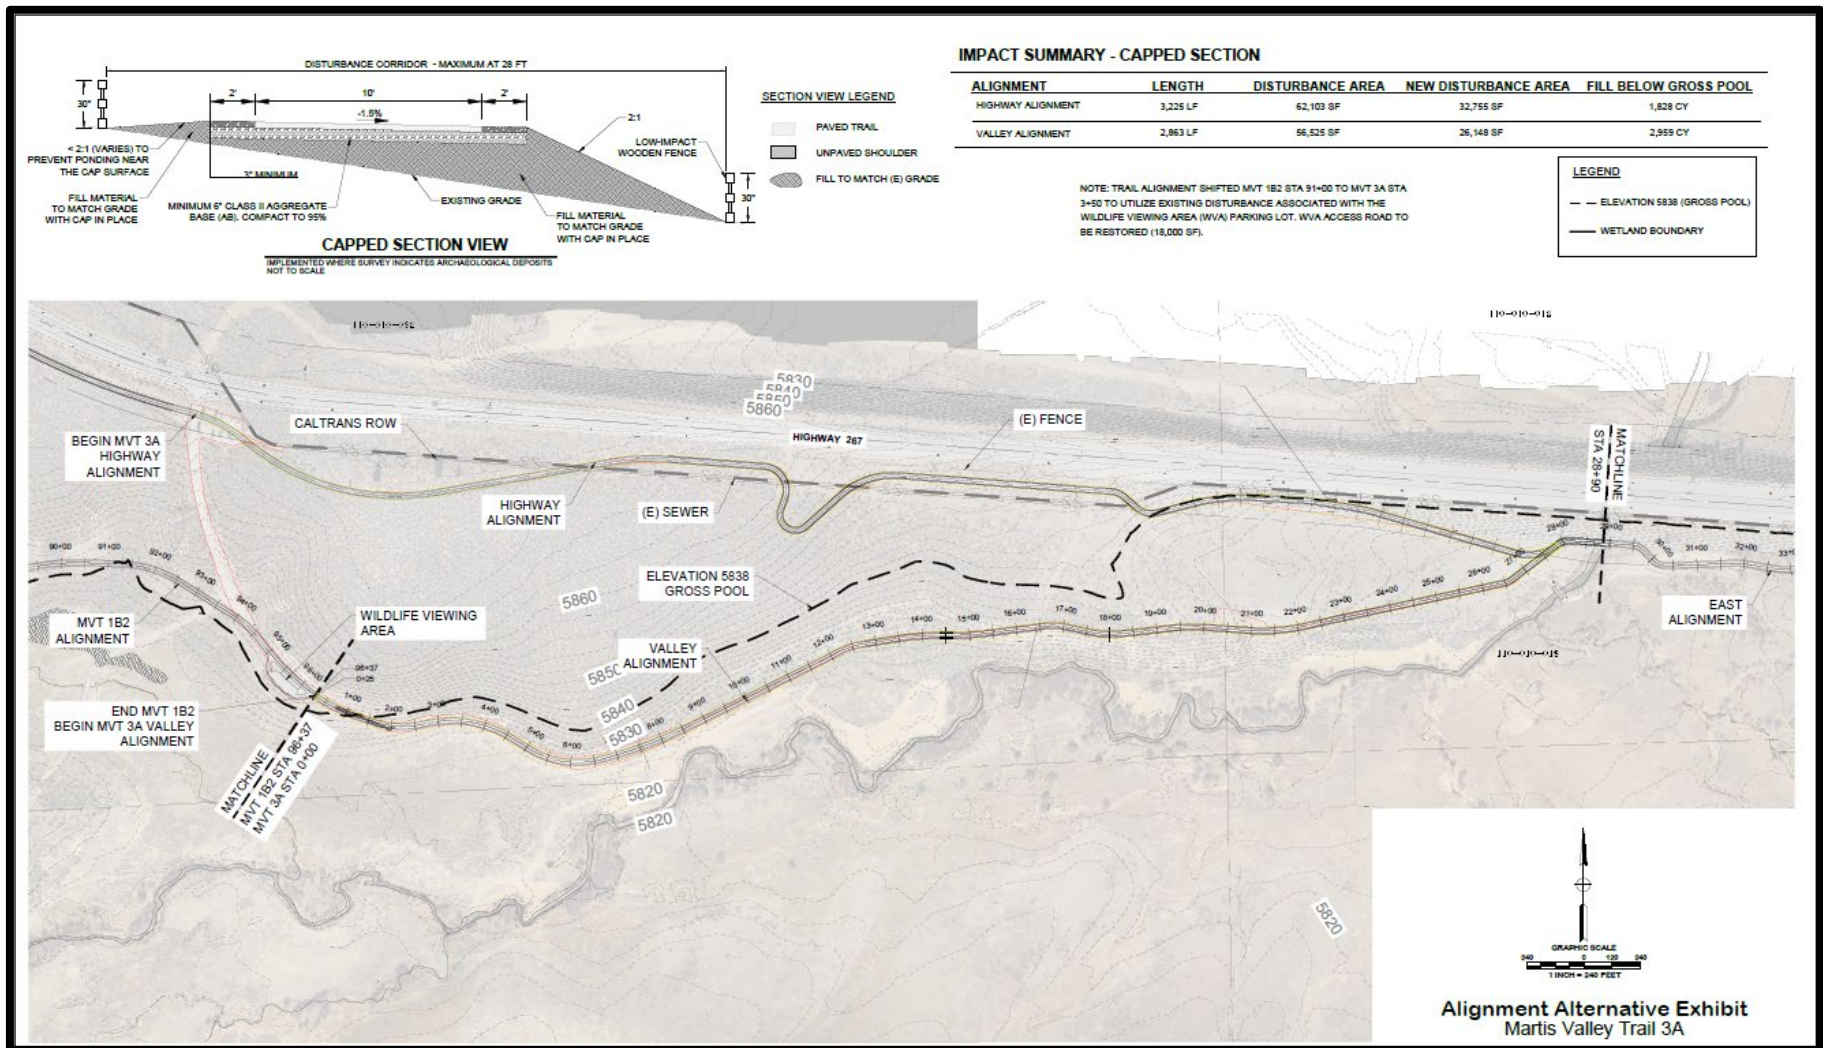 DISTURBANCE CORRIDOR - MAXIMUM AT 28 FT
30"
2'
10'
2'
-1.5%
2:1
LOW-IMPACT
WOODEN FENCE
30"
< 2:1 (VARIES) TO
PREVENT PONDING NEAR
THE CAP SURFACE
3" MINIMUM
FILL MATERIAL
TO MATCH GRADE
WITH CAP IN PLACE
MINIMUM 6" CLASS II AGGREGATE
BASE (AB). COMPACT TO 95%
EXISTING GRADE
FILL MATERIAL
TO MATCH GRADE
WITH CAP IN PLACE
CAPPED SECTION VIEW
IMPLEMENTED WHERE SURVEY INDICATES ARCHAEOLOGICAL DEPOSITS
NOT TO SCALE
SECTION VIEW LEGEND
PAVED TRAIL
UNPAVED SHOULDER
FILL TO MATCH (E) GRADE
IMPACT SUMMARY - CAPPED SECTION
ALIGNMENT LENGTH DISTURBANCE AREA NEW DISTURBANCE AREA FILL BELOW GROSS POOL
HIGHWAY ALIGNMENT 3,225 LF 62,103 SF 32,755 SF 1,828 CY
VALLEY ALIGNMENT 2,863 LF 56,525 SF 26,148 SF 2,959 CY
NOTE: TRAIL ALIGNMENT SHIFTED MVT 1B2 STA 91+00 TO MVT 3A STA
3+50 TO UTILIZE EXISTING DISTURBANCE ASSOCIATED WITH THE
WILDLIFE VIEWING AREA (WVA) PARKING LOT. WVA ACCESS ROAD TO
BE RESTORED (18,000 SF).
LEGEND
ELEVATION 5838 (GROSS POOL)
WETLAND BOUNDARY
5830
5840
5850
5860
BEGIN MVT 3A
HIGHWAY
ALIGNMENT
CALTRANS ROW
HIGHWAY 267
(E) FENCE
MATCHLINE
STA 28+90
HIGHWAY
ALIGNMENT
(E) SEWER
ELEVATION 5838
GROSS POOL
5860
90+00
91+00
92+00
93+00
94+00
95+00
96+00
96+37
0+25
MVT 1B2
ALIGNMENT
WILDLIFE VIEWING
AREA
VALLEY
ALIGNMENT
5850
5840
5830
1+00
2+00
3+00
4+00
5+00
6+00
8+00
9+00
10+00
11+00
12+00
13+00
14+00
15+00
16+00
17+00
18+00
19+00
20+00
21+00
22+00
23+00
24+00
25+00
26+00
27+00
28+00
29+00
30+00
31+00
32+00
EAST
ALIGNMENT
END MVT 1B2
BEGIN MVT 3A VALLEY
ALIGNMENT
MATCHLINE
MVT 1B2 STA 96+37
MVT 3A STA 0+00
5820
5820
5820
GRAPHIC SCALE
240 0 120 240
1 INCH = 240 FEET
Alignment Alternative Exhibit
Martis Valley Trail 3A